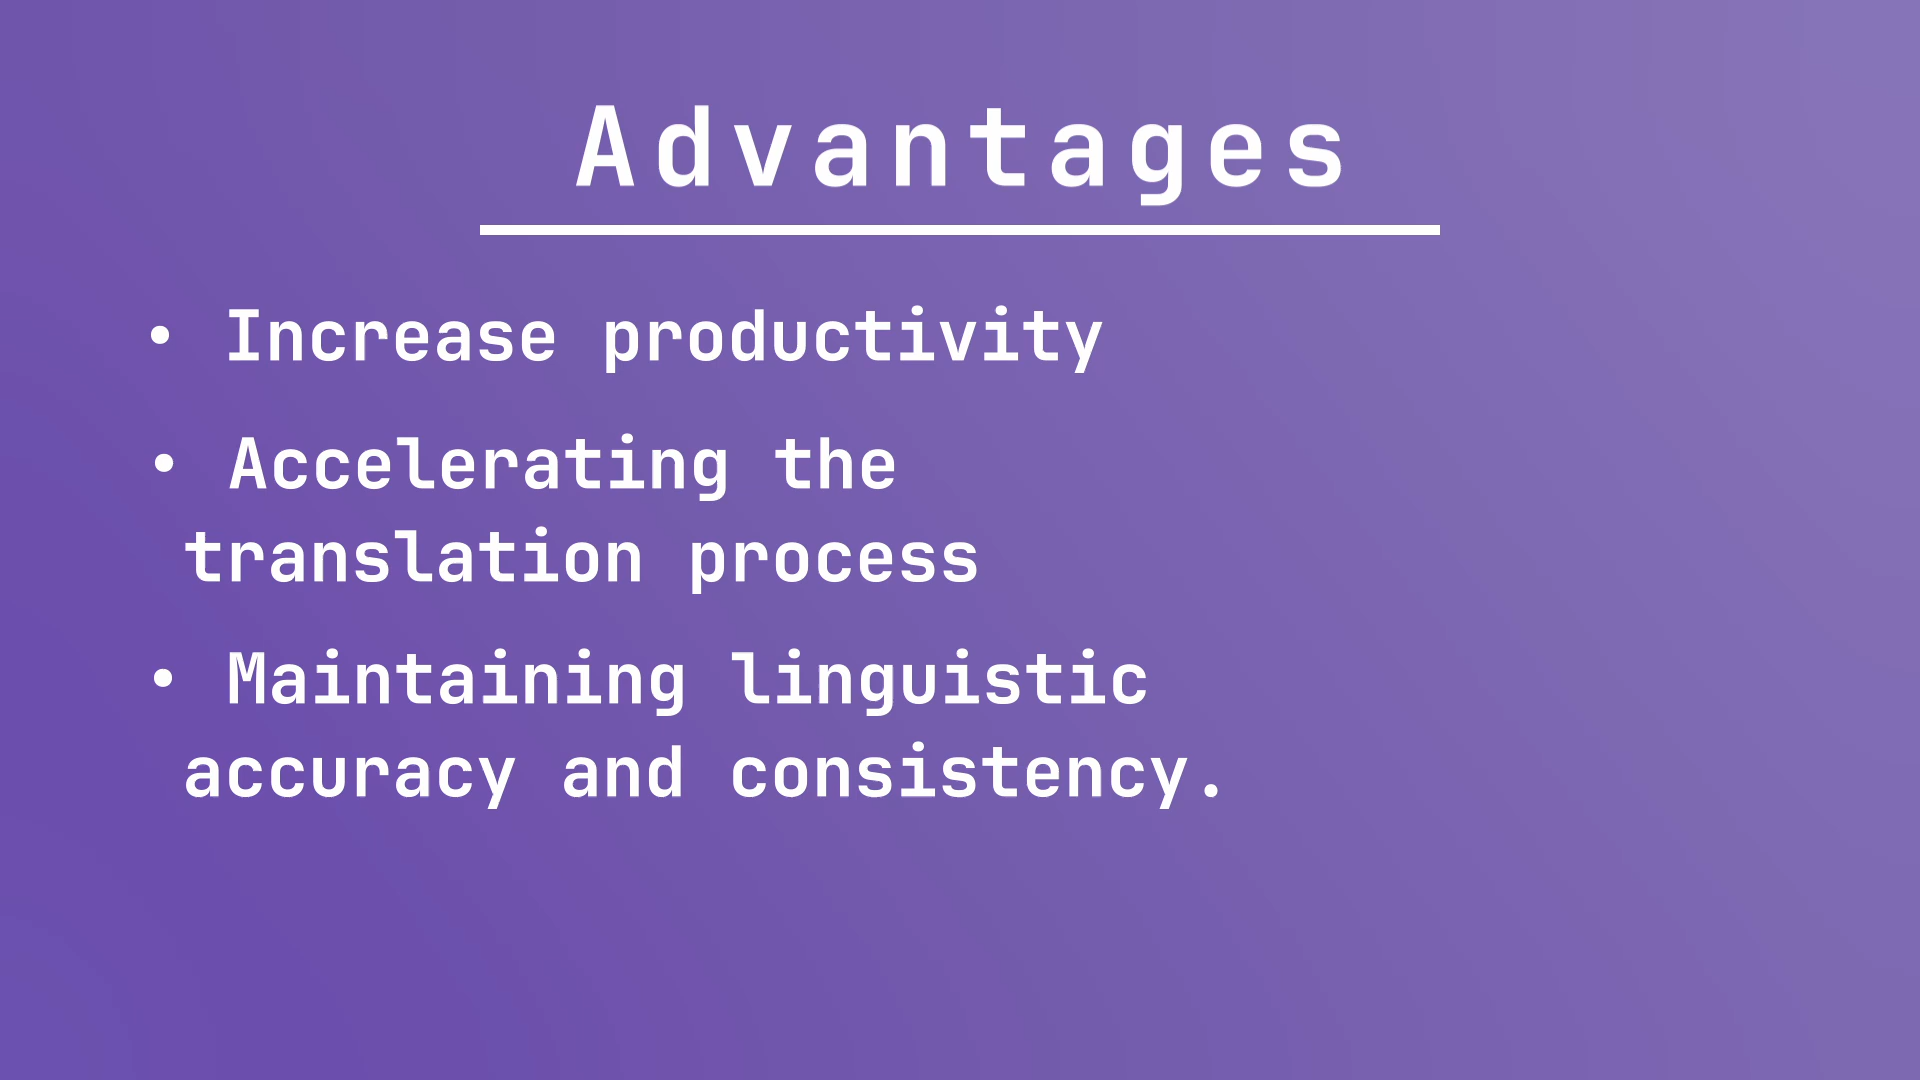 Advantages
• Increase productivity
• Accelerating the
translation process
• Maintaining linguistic
accuracy and consistency.